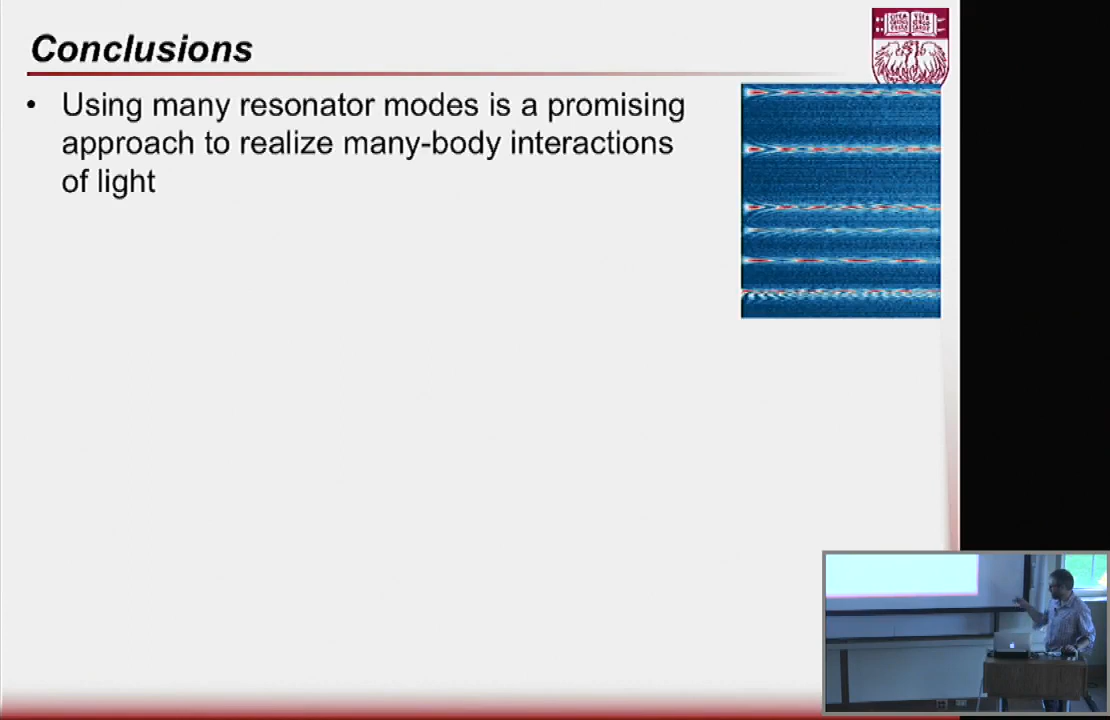 Conclusions
• Using many resonator modes is a promising
approach to realize many-body interactions
of light